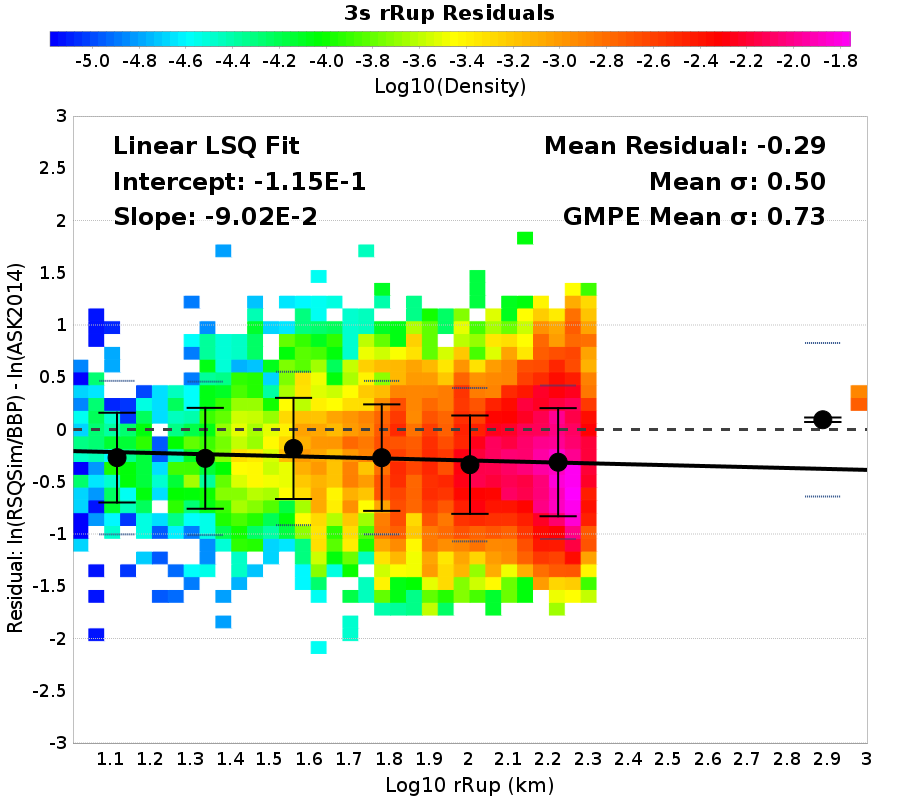 3s rRup Residuals
-5.0 -4.8 -4.6 -4.4 -4.2 -4.0 -3.8 -3.6 -3.4 -3.2 -3.0 -2.8 -2.6 -2.4 -2.2 -2.0 -1.8
Log10(Density)
Linear LSQ Fit
Intercept: -1.15E-1
Slope: -9.02E-2
Mean Residual: -0.29
Mean σ: 0.50
GMPE Mean σ: 0.73
Residual: ln(RSQSim/BBP) - ln(ASK2014)
3
2.5
2
1.5
1
0.5
0
-0.5
-1
-1.5
-2
-2.5
-3
1.1 1.2 1.3 1.4 1.5 1.6 1.7 1.8 1.9 2 2.1 2.2 2.3 2.4 2.5 2.6 2.7 2.8 2.9 3
Log10 rRup (km)